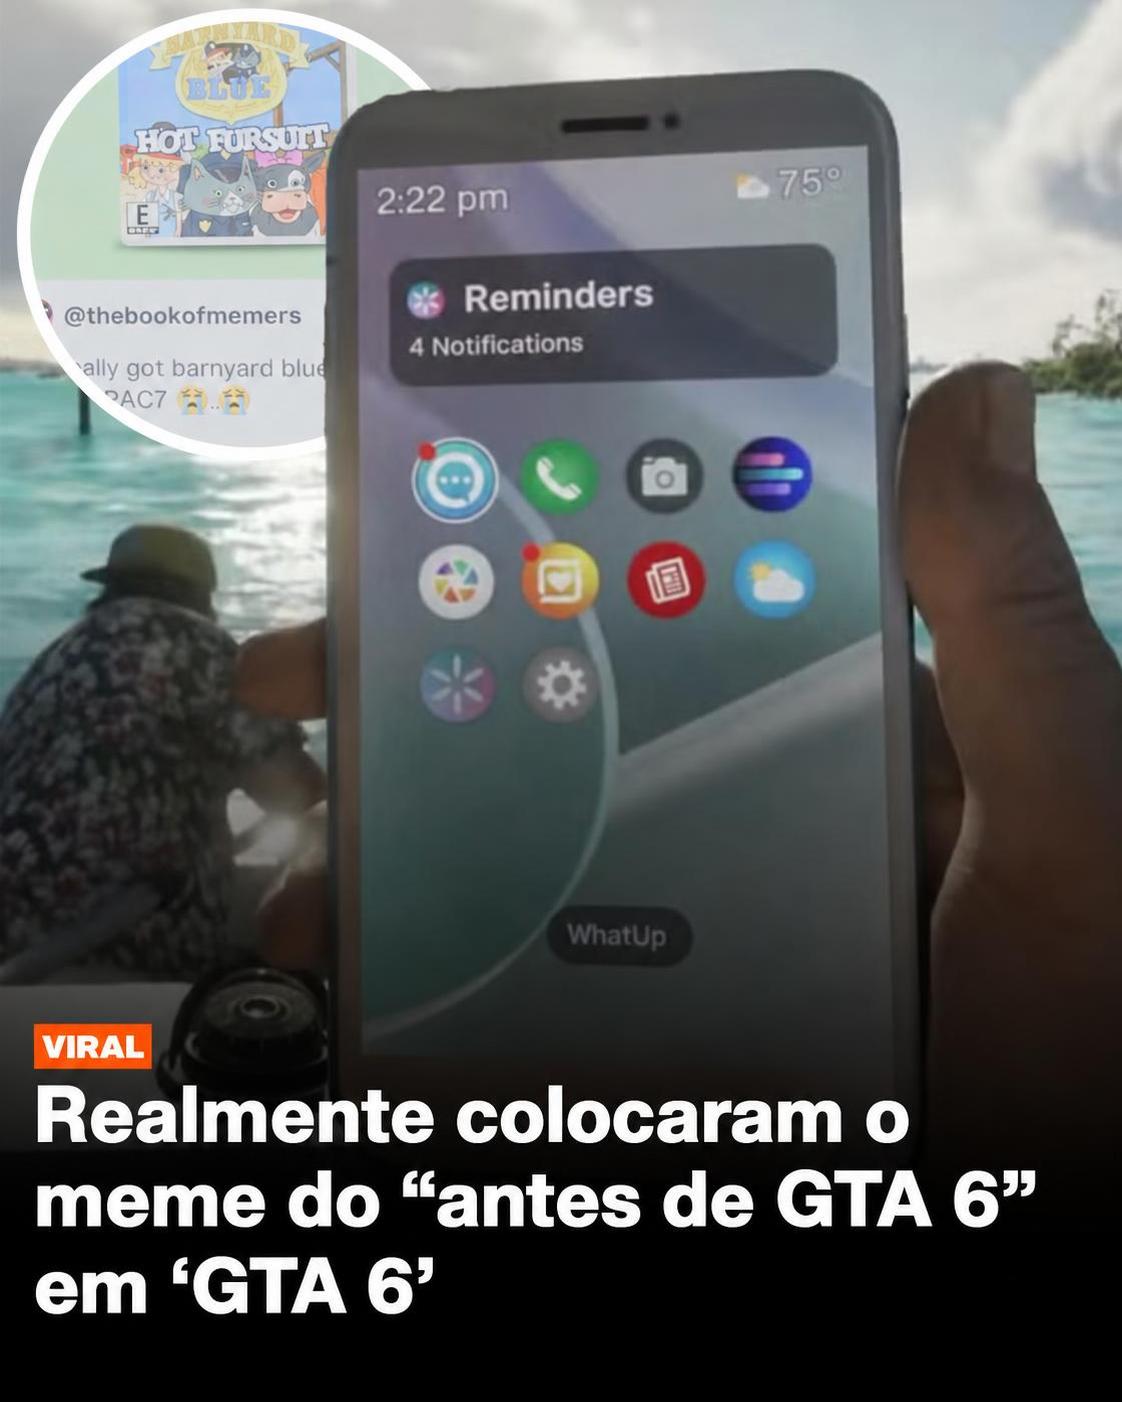 BARNYARD
BLUE
HOT FURSUIT
E
@thebookofmemers
ally got barnyard blue
PAC7 😭..😭
2:22 pm
75°
Reminders
4 Notifications
WhatUp
VIRAL
Realmente colocaram o
meme do “antes de GTA 6”
em ‘GTA 6’